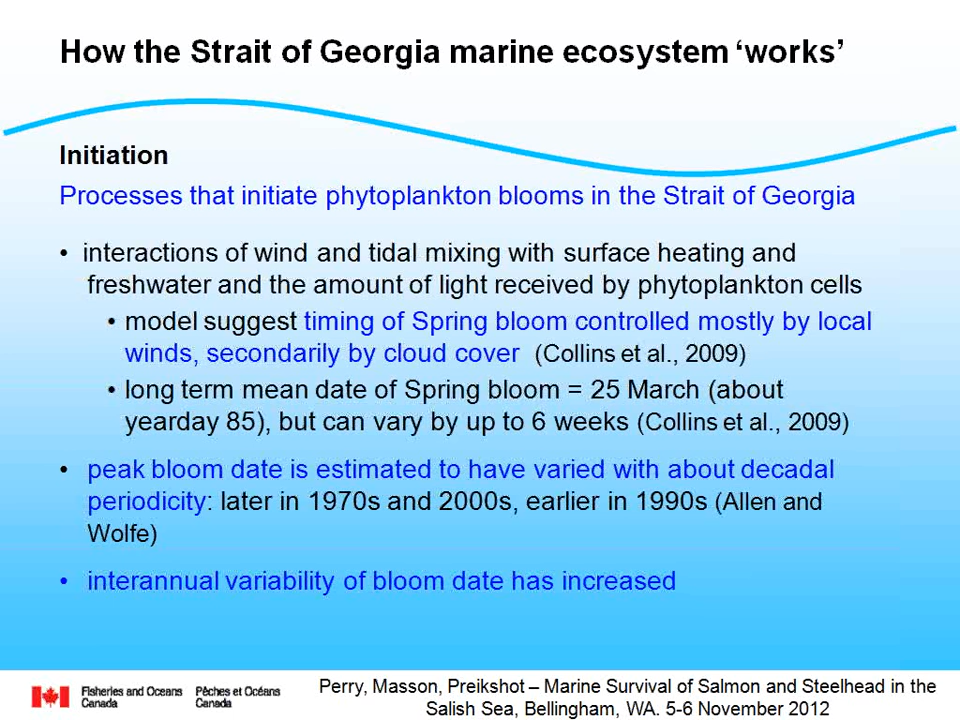 How the Strait of Georgia marine ecosystem ‘works’
Initiation
Processes that initiate phytoplankton blooms in the Strait of Georgia
• interactions of wind and tidal mixing with surface heating and
freshwater and the amount of light received by phytoplankton cells
• model suggest timing of Spring bloom controlled mostly by local
winds, secondarily by cloud cover (Collins et al., 2009)
• long term mean date of Spring bloom = 25 March (about
yearday 85), but can vary by up to 6 weeks (Collins et al., 2009)
• peak bloom date is estimated to have varied with about decadal
periodicity: later in 1970s and 2000s, earlier in 1990s (Allen and
Wolfe)
• interannual variability of bloom date has increased
Fisheries and Oceans
Canada
Pêches et Océans
Canada
Perry, Masson, Preikshot – Marine Survival of Salmon and Steelhead in the
Salish Sea, Bellingham, WA. 5-6 November 2012